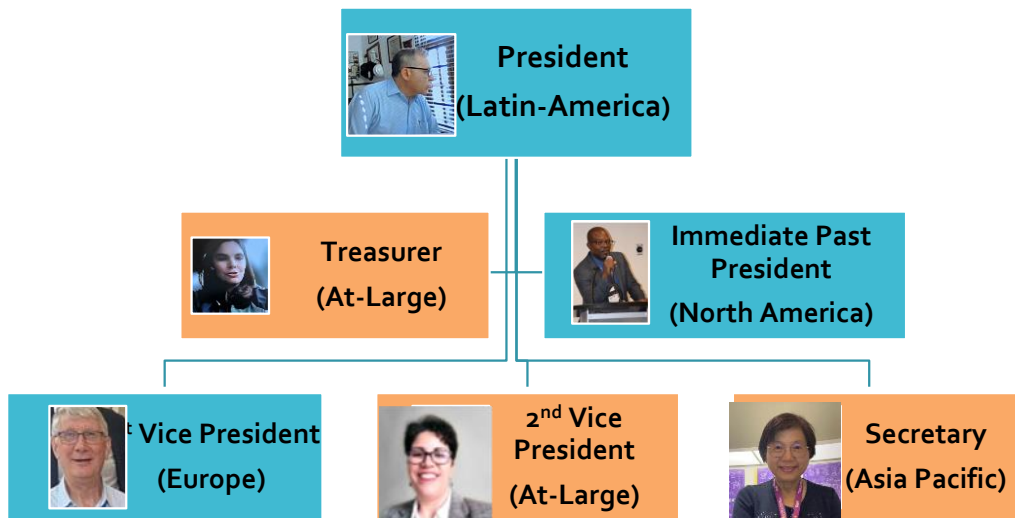 President
(Latin-America)
Treasurer
(At-Large)
Immediate Past
President
(North America)
t Vice President
(Europe)
2nd Vice
President
(At-Large)
Secretary
(Asia Pacific)